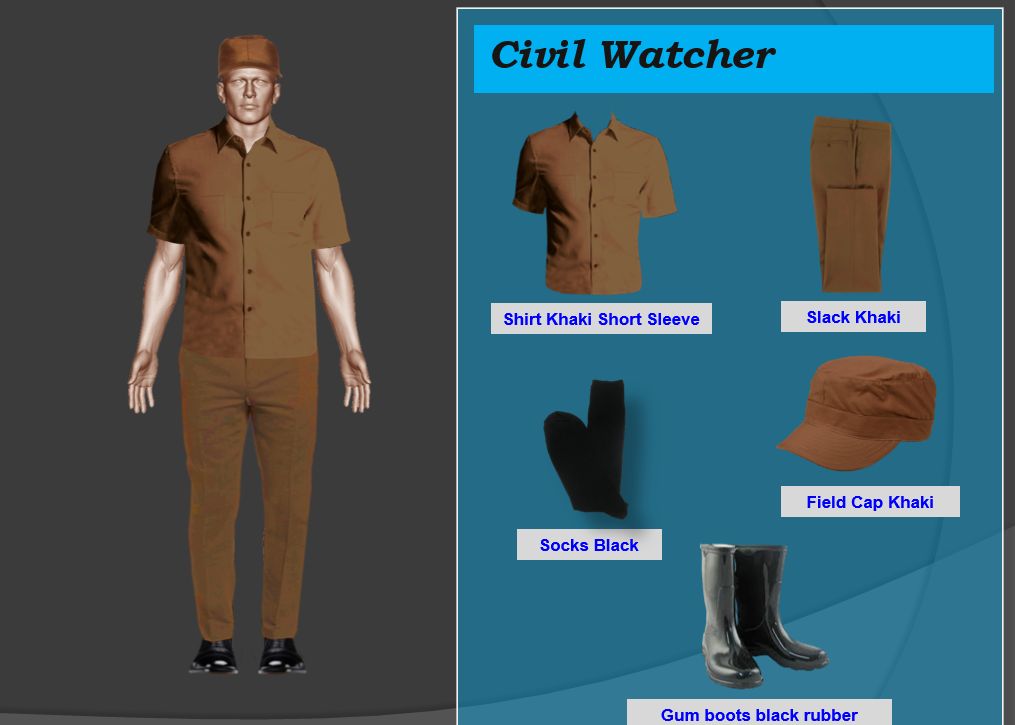 Civil Watcher
Shirt Khaki Short Sleeve
Slack Khaki
Field Cap Khaki
Socks Black
Gum boots black rubber